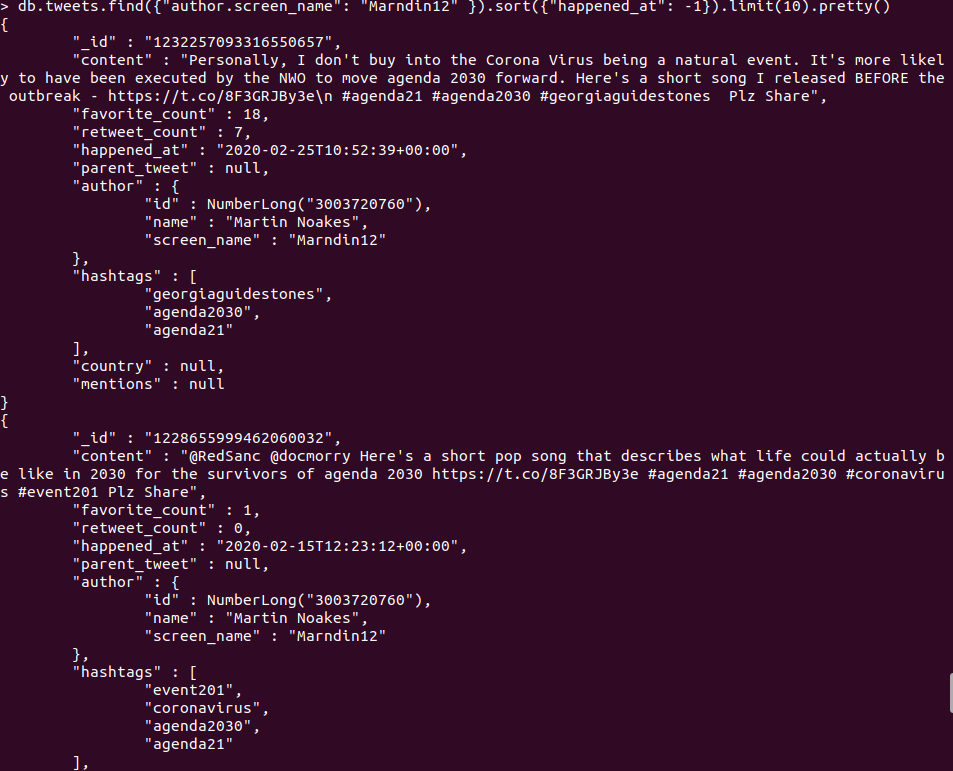 > db.tweets.find({"author.screen_name": "Marndin12" }).sort({"happened_at": -1}).limit(10).pretty()
{
        "_id" : "1232257093316550657",
        "content" : "Personally, I don't buy into the Corona Virus being a natural event. It's more likel
y to have been executed by the NWO to move agenda 2030 forward. Here's a short song I released BEFORE the
 outbreak - https://t.co/8F3GRJBy3e\n #agenda21 #agenda2030 #georgiaguidestones  Plz Share",
        "favorite_count" : 18,
        "retweet_count" : 7,
        "happened_at" : "2020-02-25T10:52:39+00:00",
        "parent_tweet" : null,
        "author" : {
                "id" : NumberLong("3003720760"),
                "name" : "Martin Noakes",
                "screen_name" : "Marndin12"
        },
        "hashtags" : [
                "georgiaguidestones",
                "agenda2030",
                "agenda21"
        ],
        "country" : null,
        "mentions" : null
}
{
        "_id" : "1228655999462060032",
        "content" : "@RedSanc @docmorry Here's a short pop song that describes what life could actually b
e like in 2030 for the survivors of agenda 2030 https://t.co/8F3GRJBy3e #agenda21 #agenda2030 #coronaviru
s #event201 Plz Share",
        "favorite_count" : 1,
        "retweet_count" : 0,
        "happened_at" : "2020-02-15T12:23:12+00:00",
        "parent_tweet" : null,
        "author" : {
                "id" : NumberLong("3003720760"),
                "name" : "Martin Noakes",
                "screen_name" : "Marndin12"
        },
        "hashtags" : [
                "event201",
                "coronavirus",
                "agenda2030",
                "agenda21"
        ],